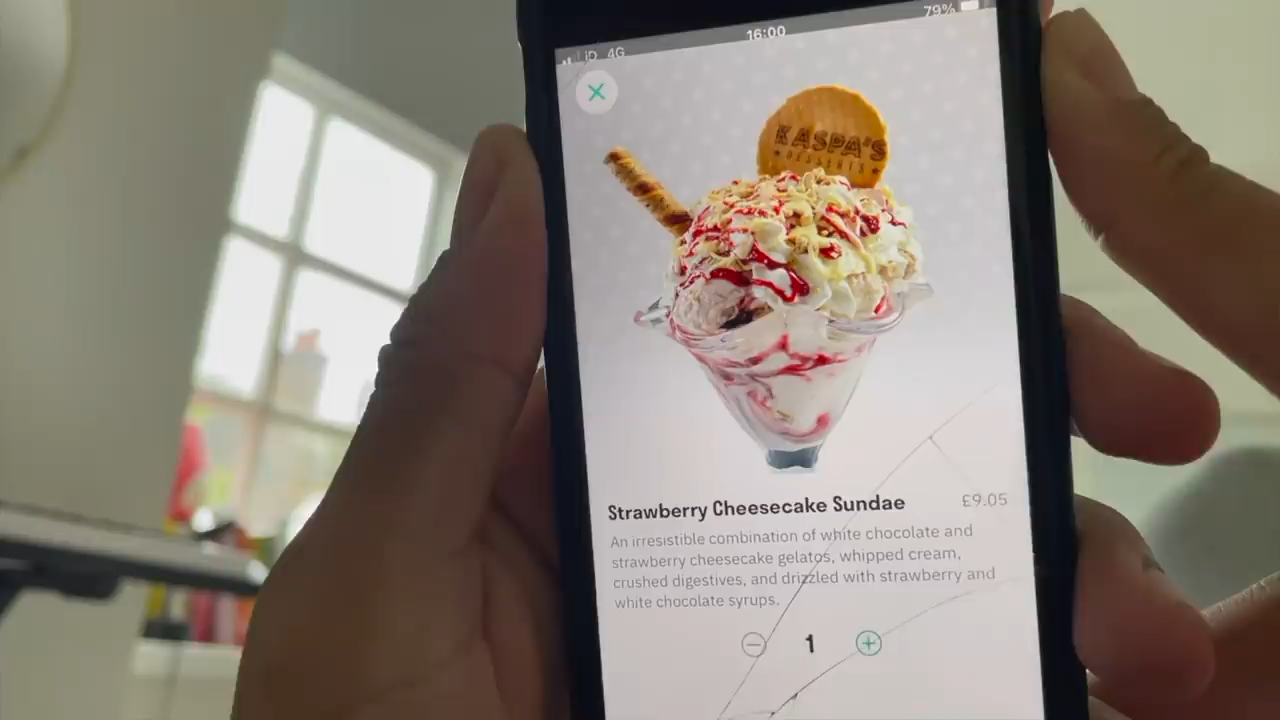 iD 4G 16:00 79%
KASPA'S
DESSERTS
Strawberry Cheesecake Sundae £9.05
An irresistible combination of white chocolate and
strawberry cheesecake gelatos, whipped cream,
crushed digestives, and drizzled with strawberry and
white chocolate syrups.
1